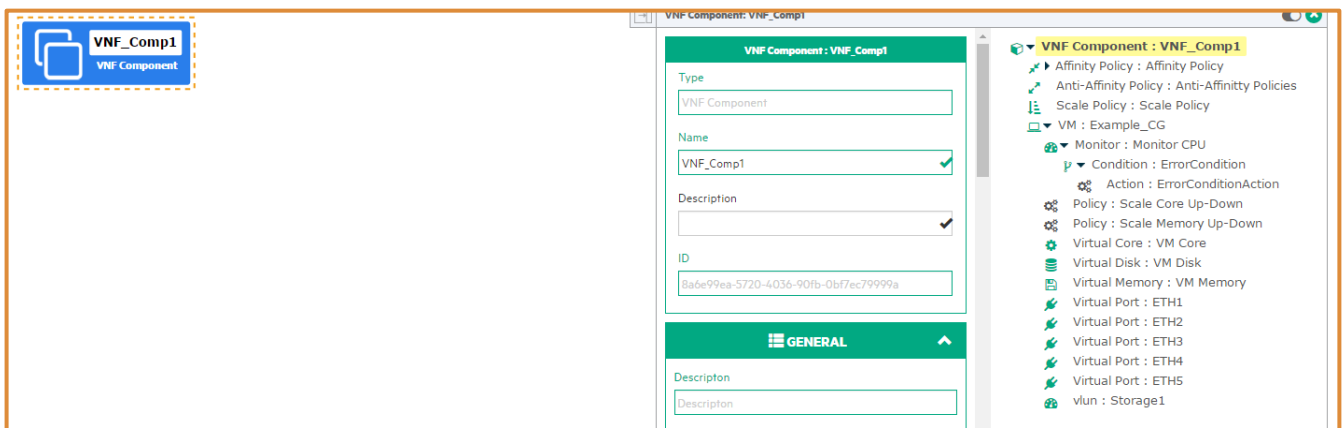 VNF_Comp1
VNF Component
VNF Component: VNF_Comp1
VNF Component : VNF_Comp1
Type
VNF Component
Name
VNF_Comp1
Description
ID
8a6e99ea-5720-4036-90fb-0bf7ec79999a
GENERAL
Descripton
Descripton
VNF Component : VNF_Comp1
Affinity Policy : Affinity Policy
Anti-Affinity Policy : Anti-Affinitty Policies
Scale Policy : Scale Policy
VM : Example_CG
Monitor : Monitor CPU
Condition : ErrorCondition
Action : ErrorConditionAction
Policy : Scale Core Up-Down
Policy : Scale Memory Up-Down
Virtual Core : VM Core
Virtual Disk : VM Disk
Virtual Memory : VM Memory
Virtual Port : ETH1
Virtual Port : ETH2
Virtual Port : ETH3
Virtual Port : ETH4
Virtual Port : ETH5
vlun : Storage1